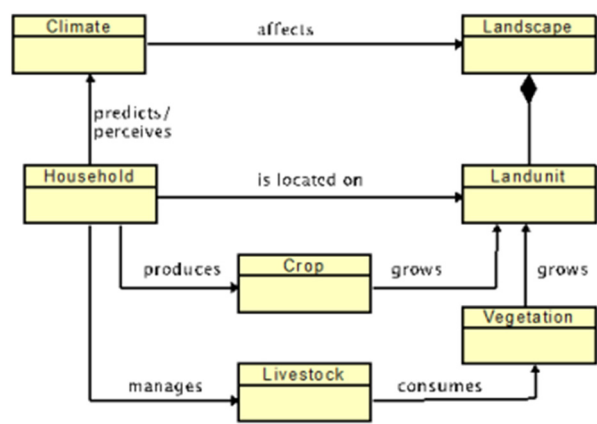 Climate
affects
Landscape
predicts/
perceives
Household
is located on
Landunit
produces
Crop
grows
grows
Vegetation
manages
Livestock
consumes